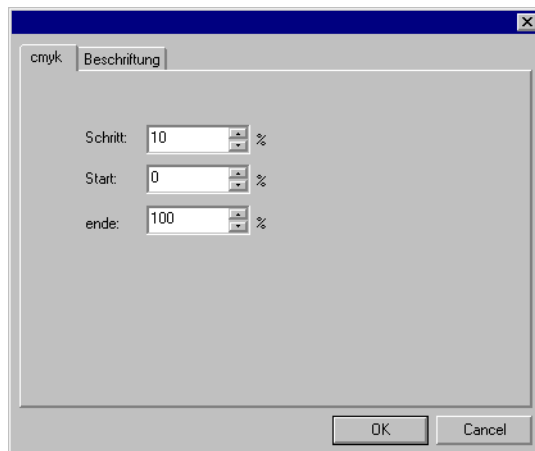 cmyk Beschriftung
Schritt: 10 %
Start: 0 %
ende: 100 %
OK Cancel